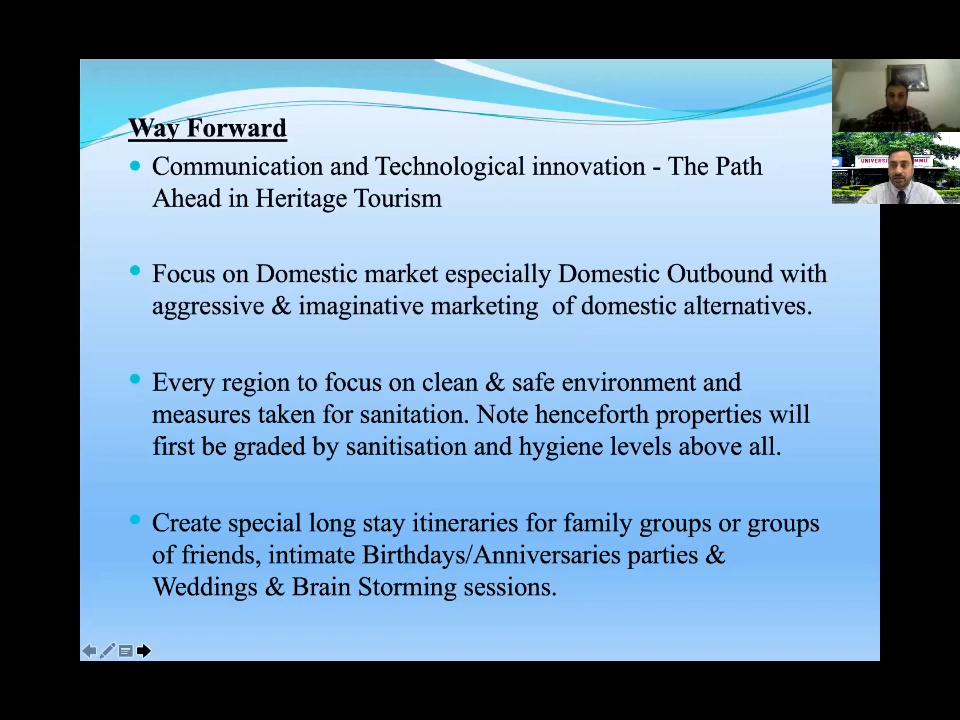 Way Forward
Communication and Technological innovation - The Path
Ahead in Heritage Tourism
Focus on Domestic market especially Domestic Outbound with
aggressive & imaginative marketing of domestic alternatives.
Every region to focus on clean & safe environment and
measures taken for sanitation. Note henceforth properties will
first be graded by sanitisation and hygiene levels above all.
Create special long stay itineraries for family groups or groups
of friends, intimate Birthdays/Anniversaries parties &
Weddings & Brain Storming sessions.